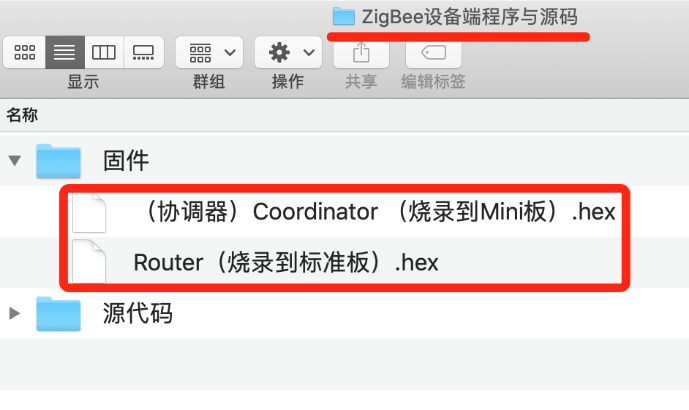 ZigBee设备端程序与源码
显示
群组
操作
共享
编辑标签
名称
固件
（协调器）Coordinator （烧录到Mini板）.hex
Router（烧录到标准板）.hex
源代码